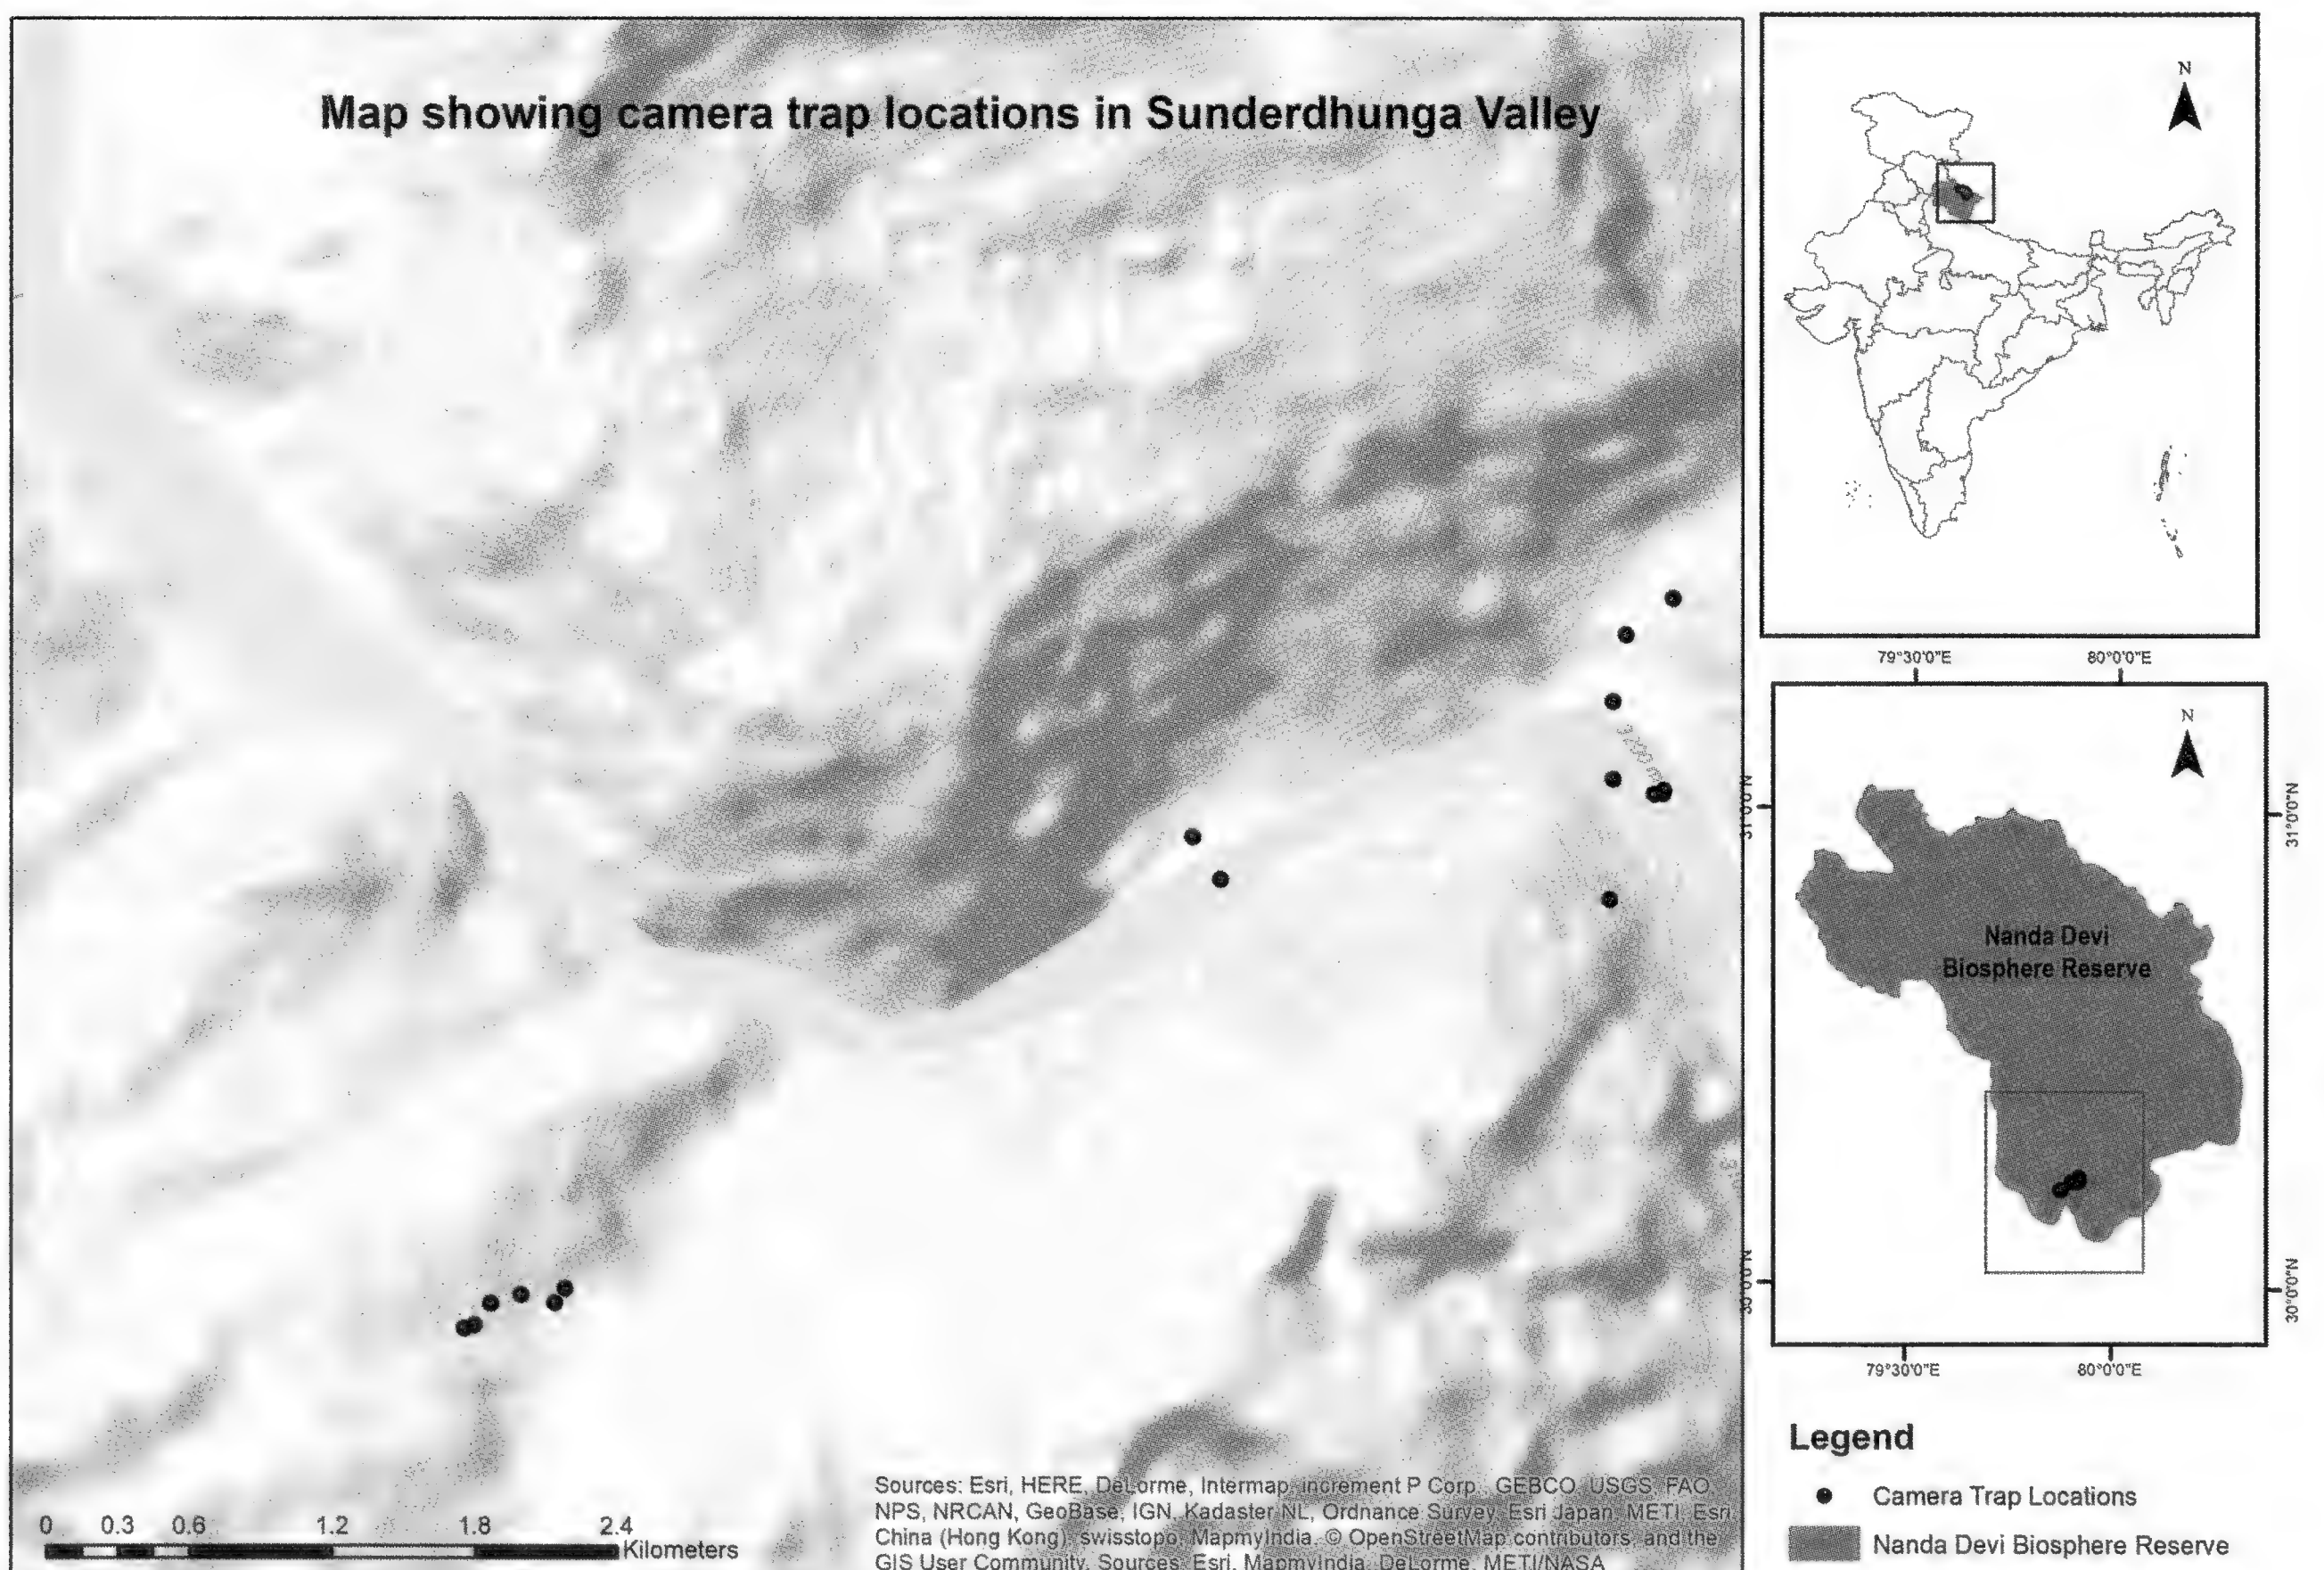 Map showing camera trap locations in Sunderdhunga Valley
N
79°30'0"E 80°0'0"E
N
31°0'0"N
31°0'0"N
3200 m
Nanda Devi
Biosphere Reserve
30°0'0"N
30°0'0"N
79°30'0"E 80°0'0"E
Legend
Camera Trap Locations
Nanda Devi Biosphere Reserve
0 0.3 0.6 1.2 1.8 2.4
Kilometers
Sources: Esri, HERE, DeLorme, Intermap, increment P Corp., GEBCO, USGS, FAO,
NPS, NRCAN, GeoBase, IGN, Kadaster NL, Ordnance Survey, Esri Japan, METI, Esri
China (Hong Kong), swisstopo, MapmyIndia, © OpenStreetMap contributors, and the
GIS User Community, Sources: Esri, MapmyIndia, DeLorme, METI/NASA